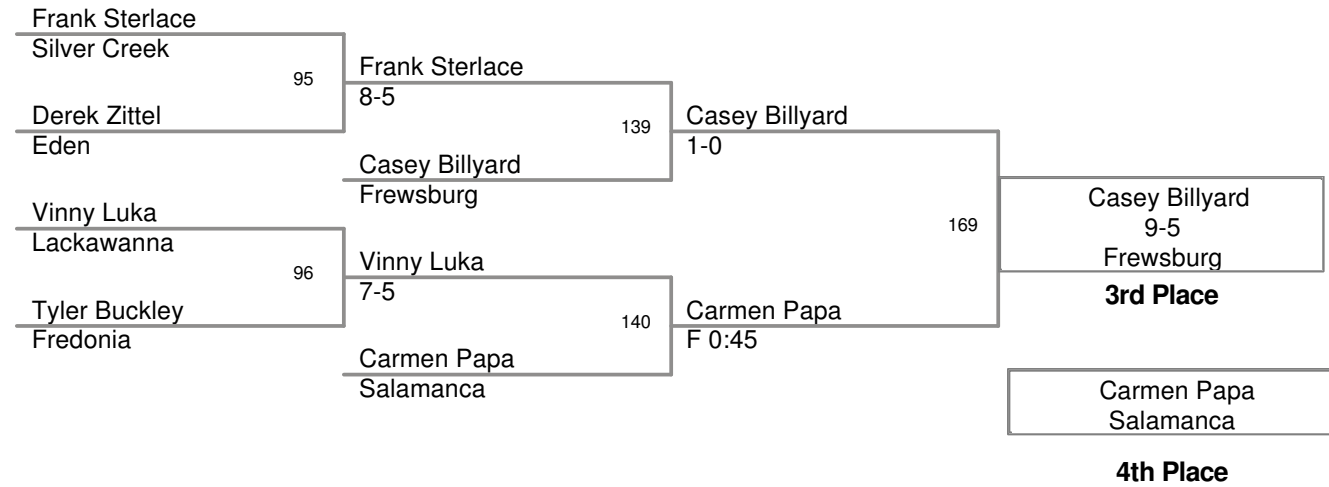 Frank Sterlace
Silver Creek
95
Derek Zittel
Eden
Vinny Luka
Lackawanna
96
Tyler Buckley
Fredonia
Frank Sterlace
8-5
139
Casey Billyard
Frewsburg
Vinny Luka
7-5
140
Carmen Papa
Salamanca
Casey Billyard
1-0
169
Carmen Papa
F 0:45
Casey Billyard
9-5
Frewsburg
3rd Place
Carmen Papa
Salamanca
4th Place